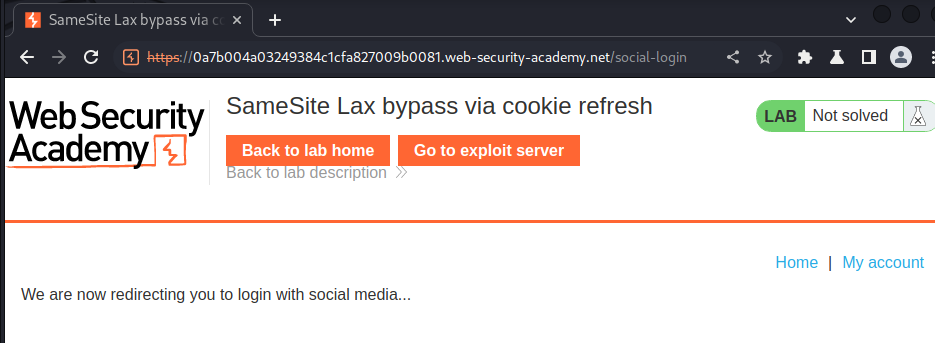 SameSite Lax bypass via co
https://0a7b004a03249384c1cfa827009b0081.web-security-academy.net/social-login
Web Security
Academy
SameSite Lax bypass via cookie refresh
LAB Not solved
Back to lab home Go to exploit server
Back to lab description
Home | My account
We are now redirecting you to login with social media...